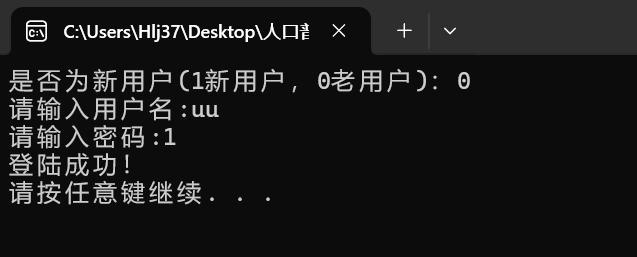 C:\Users\Hlj37\Desktop\人口
是否为新用户(1新用户，0老用户): 0
请输入用户名:uu
请输入密码:1
登陆成功!
请按任意键继续. . .